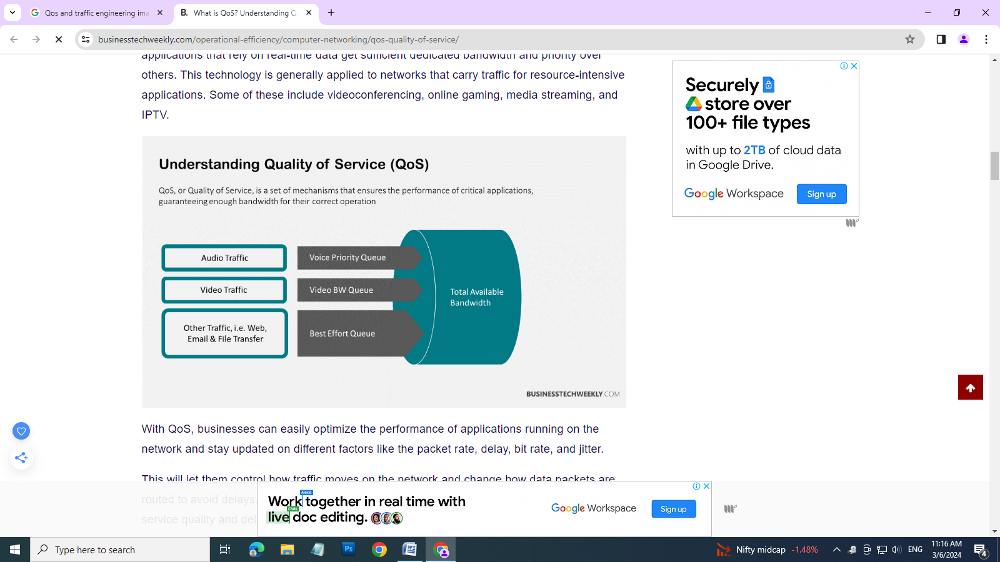 Qos and traffic engineering ima
B. What is QoS? Understanding Q
businesstechweekly.com/operational-efficiency/computer-networking/qos-quality-of-service/
applications that rely on real-time data get sufficient dedicated bandwidth and priority over
others. This technology is generally applied to networks that carry traffic for resource-intensive
applications. Some of these include videoconferencing, online gaming, media streaming, and
IPTV.
Understanding Quality of Service (QoS)
QoS, or Quality of Service, is a set of mechanisms that ensures the performance of critical applications,
guaranteeing enough bandwidth for their correct operation
Audio Traffic
Voice Priority Queue
Video Traffic
Video BW Queue
Other Traffic, i.e. Web,
Email & File Transfer
Best Effort Queue
Total Available
Bandwidth
BUSINESSTECHWEEKLY.COM
With QoS, businesses can easily optimize the performance of applications running on the
network and stay updated on different factors like the packet rate, delay, bit rate, and jitter.
This will let them control how traffic moves on the network and change how data packets are
routed to avoid delays.
service quality and del
Securely
store over
100+ file types
with up to 2TB of cloud data
in Google Drive.
Google Workspace
Sign up
Alexis
Work together in real time with
Chris
live doc editing.
Google Workspace
Sign up
Type here to search
Ps
W
Nifty midcap -1.48%
ENG
11:16 AM
3/6/2024
4